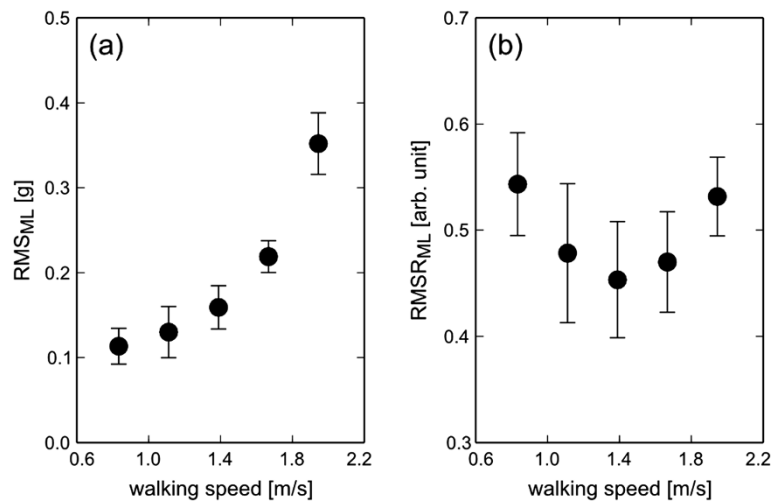 (a)
0.5
0.4
0.3
0.2
0.1
0.0
RMS_ML [g]
0.6 1.0 1.4 1.8 2.2
walking speed [m/s]
(b)
0.7
0.6
0.5
0.4
0.3
RMSR_ML [arb. unit]
0.6 1.0 1.4 1.8 2.2
walking speed [m/s]